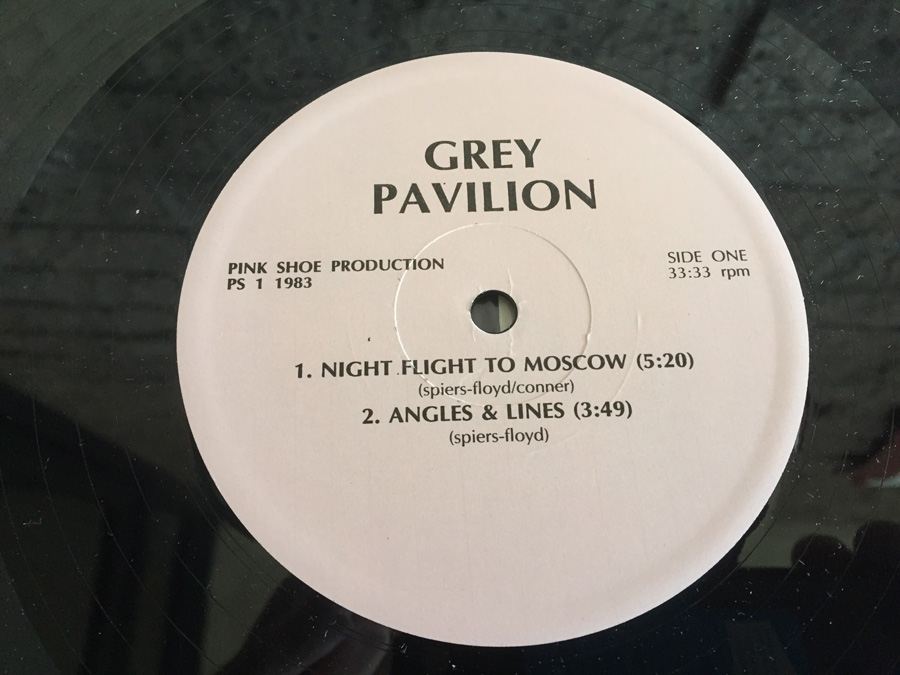 GREY
PAVILION
PINK SHOE PRODUCTION
PS 1 1983
SIDE ONE
33:33 rpm
1. NIGHT FLIGHT TO MOSCOW (5:20)
(spiers-floyd/conner)
2. ANGLES & LINES (3:49)
(spiers-floyd)